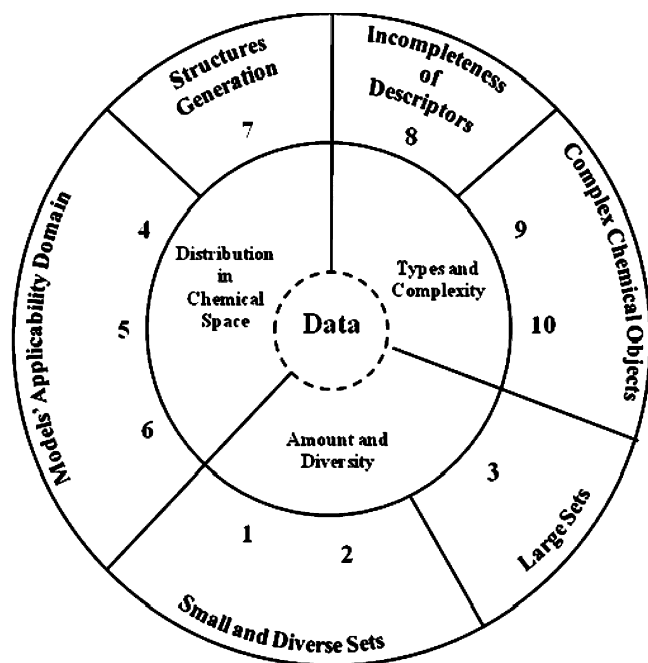 Structures
Generation
7
Incompleteness
of
Descriptors
8
Models' Applicability Domain
4
5
6
Complex Chemical Objects
9
10
Distribution
in
Chemical
Space
Types and
Complexity
Data
Amount and
Diversity
1
2
3
Small and Diverse Sets
Large Sets